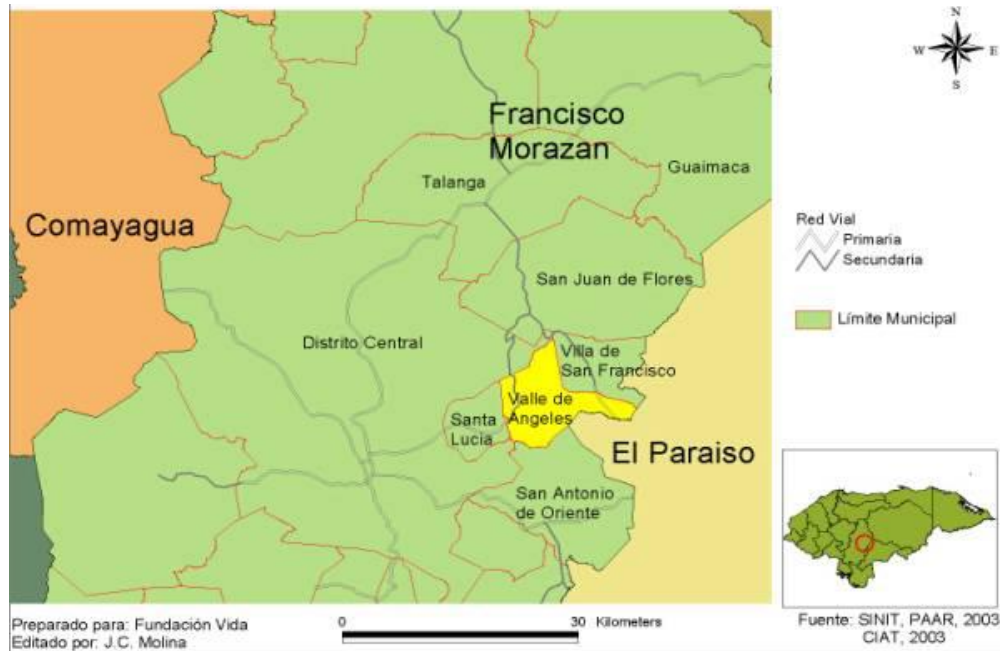 N
W E
S
Francisco
Morazan
Guaimaca
Talanga
Comayagua
Red Vial
Primaria
Secundaria
San Juan de Flores
Límite Municipal
Distrito Central
Villa de
San Francisco
Valle de
Angeles
Santa
Lucia
El Paraiso
San Antonio
de Oriente
Preparado para: Fundación Vida
Editado por: J.C. Molina
0 30 Kilometers
Fuente: SINIT, PAAR, 2003
CIAT, 2003